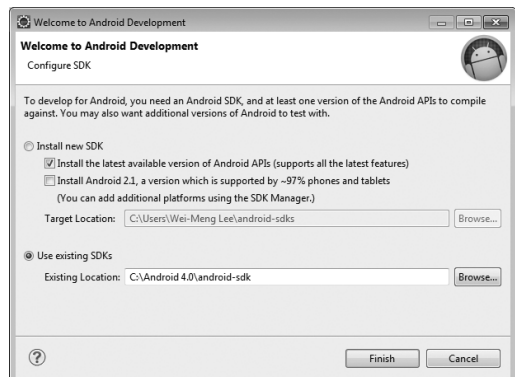 Welcome to Android Development
Welcome to Android Development
Configure SDK
To develop for Android, you need an Android SDK, and at least one version of the Android APIs to compile
against. You may also want additional versions of Android to test with.
Install new SDK
Install the latest available version of Android APIs (supports all the latest features)
Install Android 2.1, a version which is supported by ~97% phones and tablets
(You can add additional platforms using the SDK Manager.)
Target Location: C:\Users\Wei-Meng Lee\android-sdks Browse...
Use existing SDKs
Existing Location: C:\Android 4.0\android-sdk Browse...
? Finish Cancel